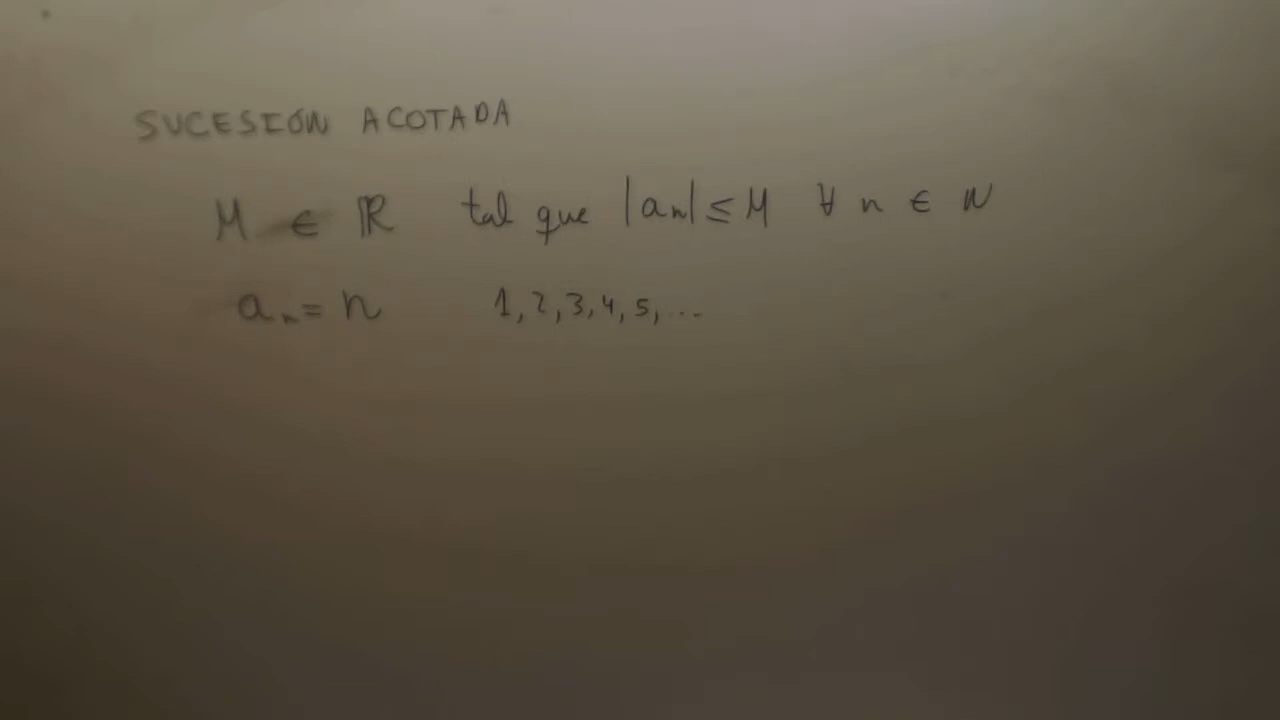 SUCESIÓN ACOTADA
M ∈ ℝ tal que |aₙ| ≤ M ∀ n ∈ N
aₙ = n 1, 2, 3, 4, 5, ...